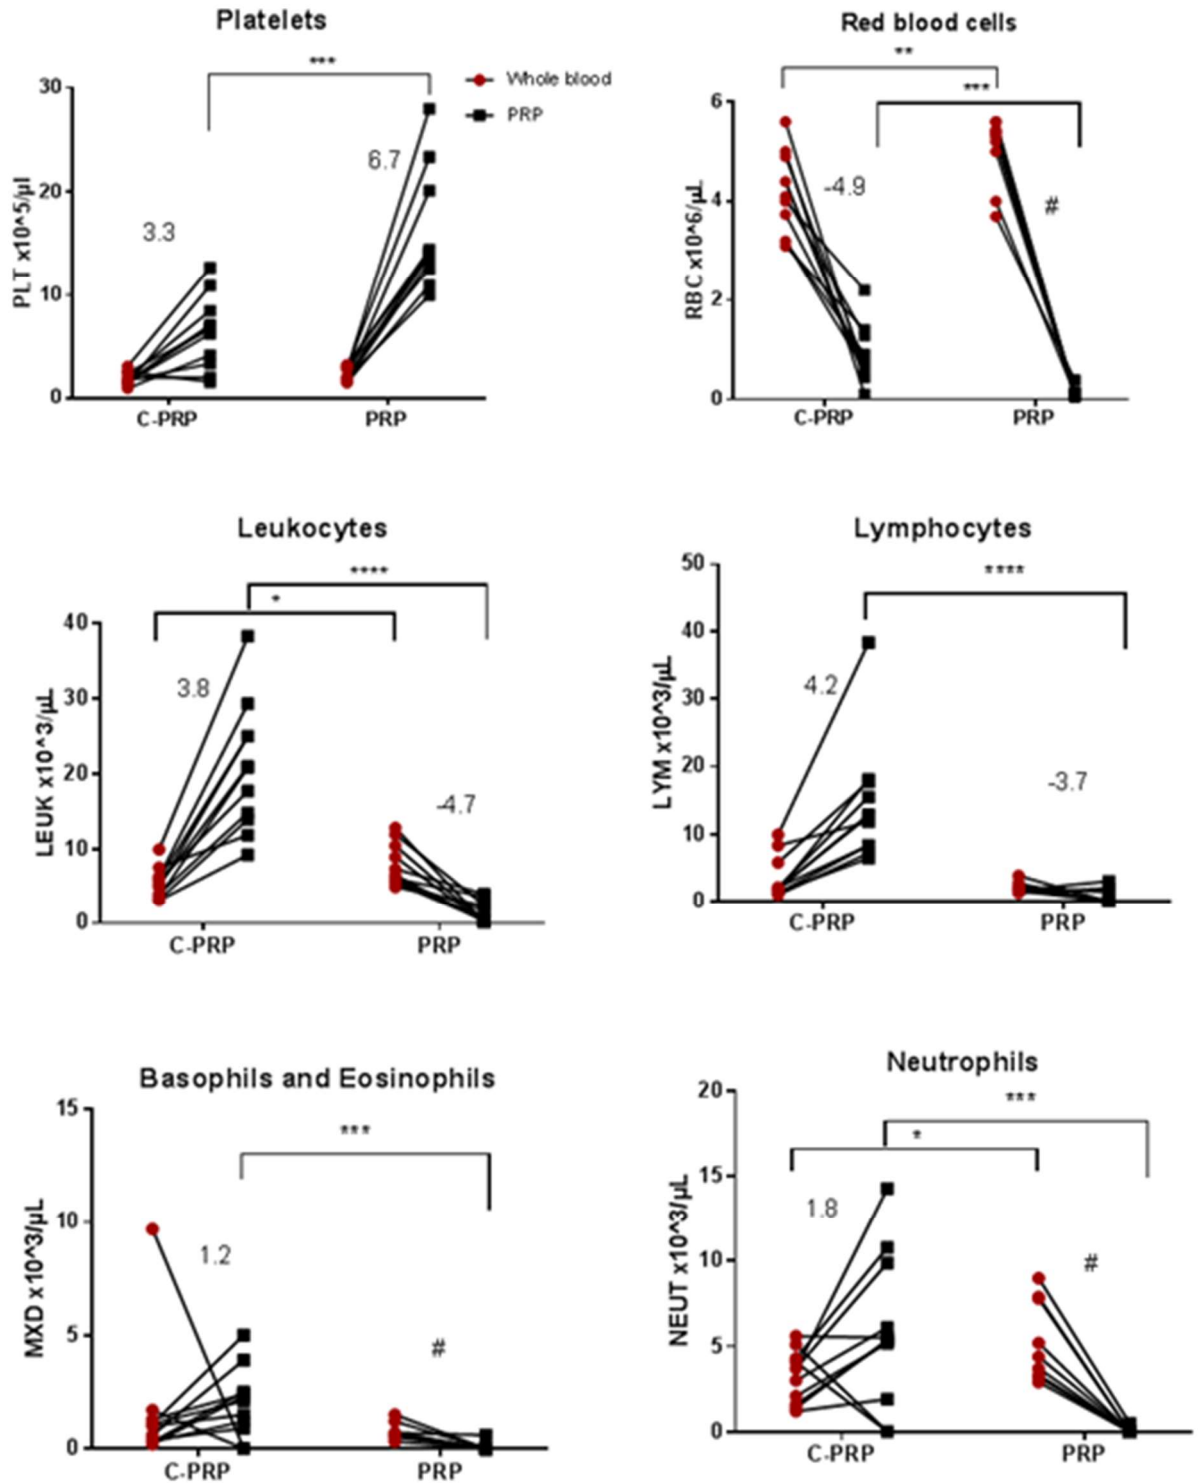 Platelets
***
30
Whole blood
PRP
6.7
20
3.3
PLT x10^5/µl
10
0
C-PRP
PRP
Red blood cells
**
***
6
-4.9
4
#
RBC x10^6/µL
2
0
C-PRP
PRP
Leukocytes
****
*
40
3.8
30
LEUK x10^3/µL
20
-4.7
10
0
C-PRP
PRP
Lymphocytes
50
****
40
4.2
30
LYM x10^3/µL
20
-3.7
10
0
C-PRP
PRP
Basophils and Eosinophils
15
***
10
1.2
MXD x10^3/µL
5
#
0
C-PRP
PRP
Neutrophils
20
***
*
15
1.8
NEUT x10^3/µL
10
#
5
0
C-PRP
PRP